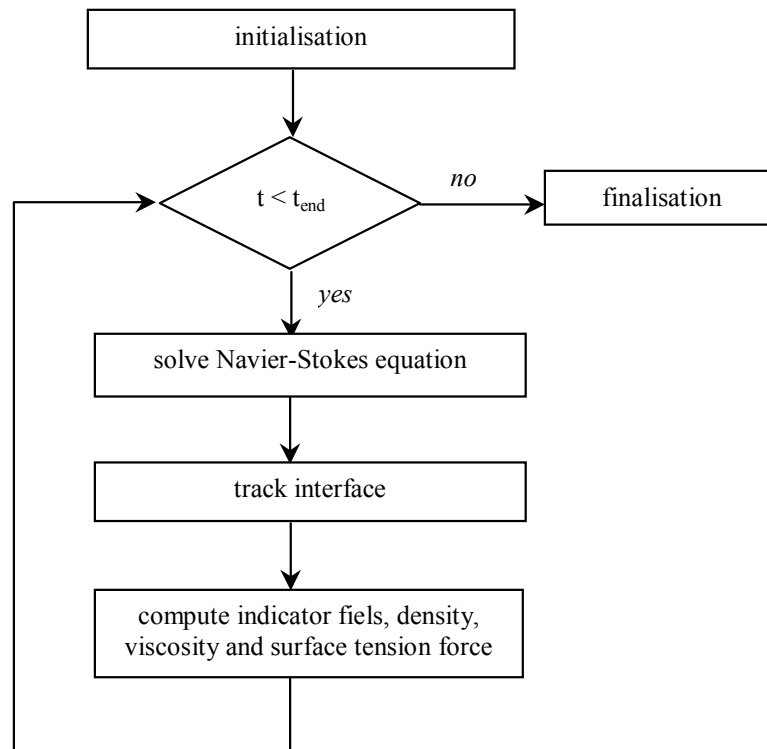 initialisation
t < t_end
no
finalisation
yes
solve Navier-Stokes equation
track interface
compute indicator fiels, density,
viscosity and surface tension force